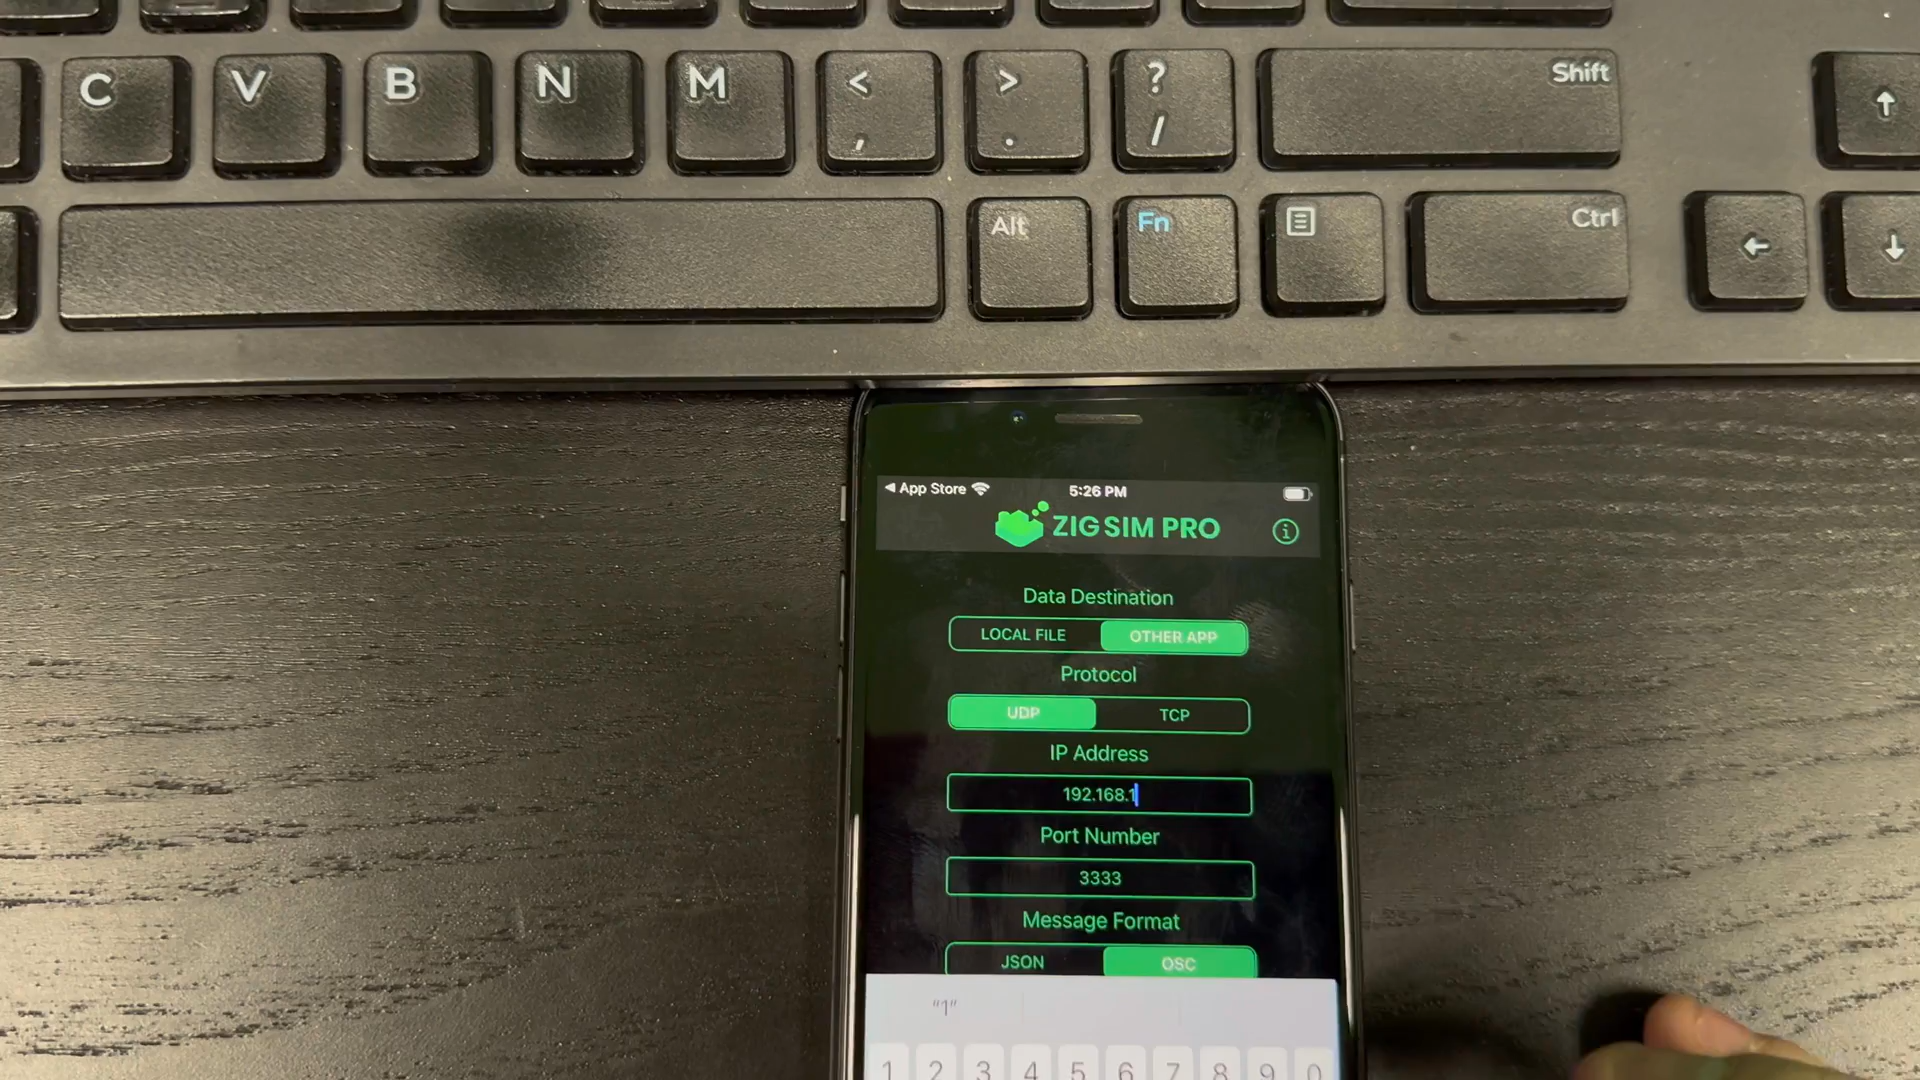 C V B N M < , > . ? / Shift ↑
Alt Fn Ctrl ← ↓
◀ App Store 5:26 PM
ZIG SIM PRO i
Data Destination
LOCAL FILE OTHER APP
Protocol
UDP TCP
IP Address
192.168.1
Port Number
3333
Message Format
JSON OSC
"1"
1 2 3 4 5 6 7 8 9 0